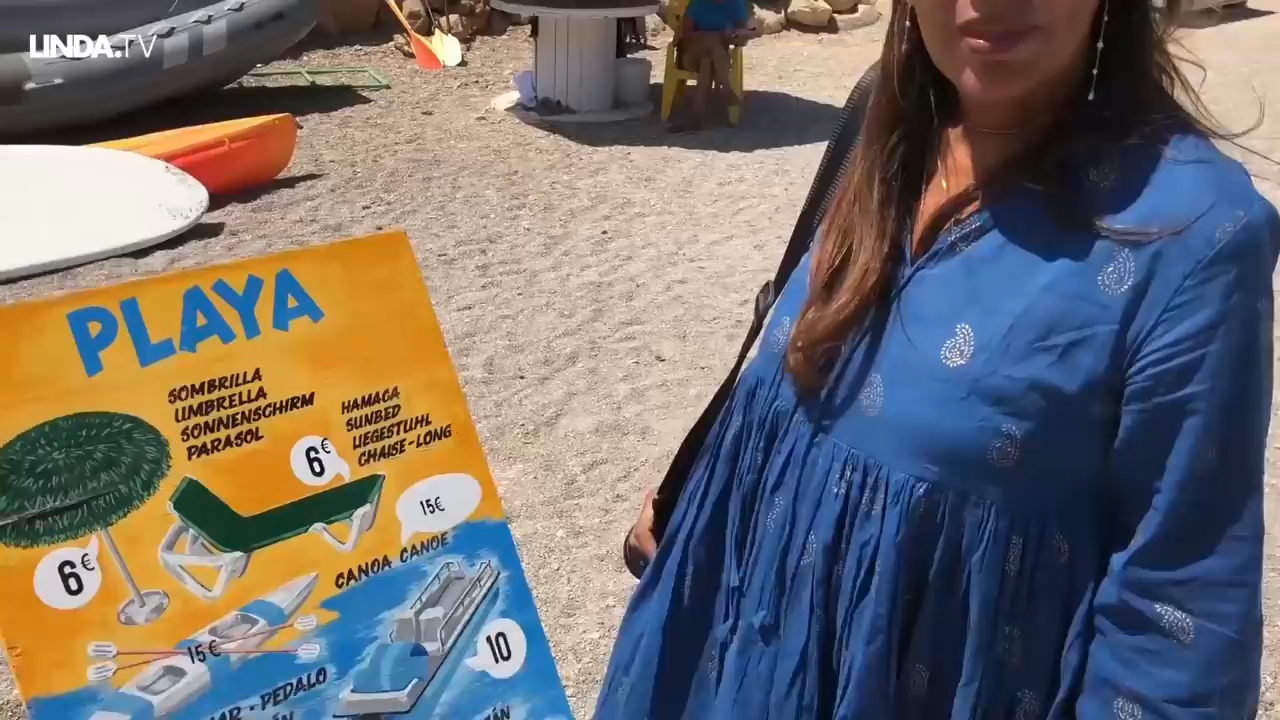 LINDA.TV
PLAYA
SOMBRILLA
UMBRELLA
SONNENSCHIRM
PARASOL
HAMACA
SUNBED
LIEGESTUHL
CHAISE-LONG
6€
15€
6€
CANOA CANOE
15€
10
AR - PEDALO